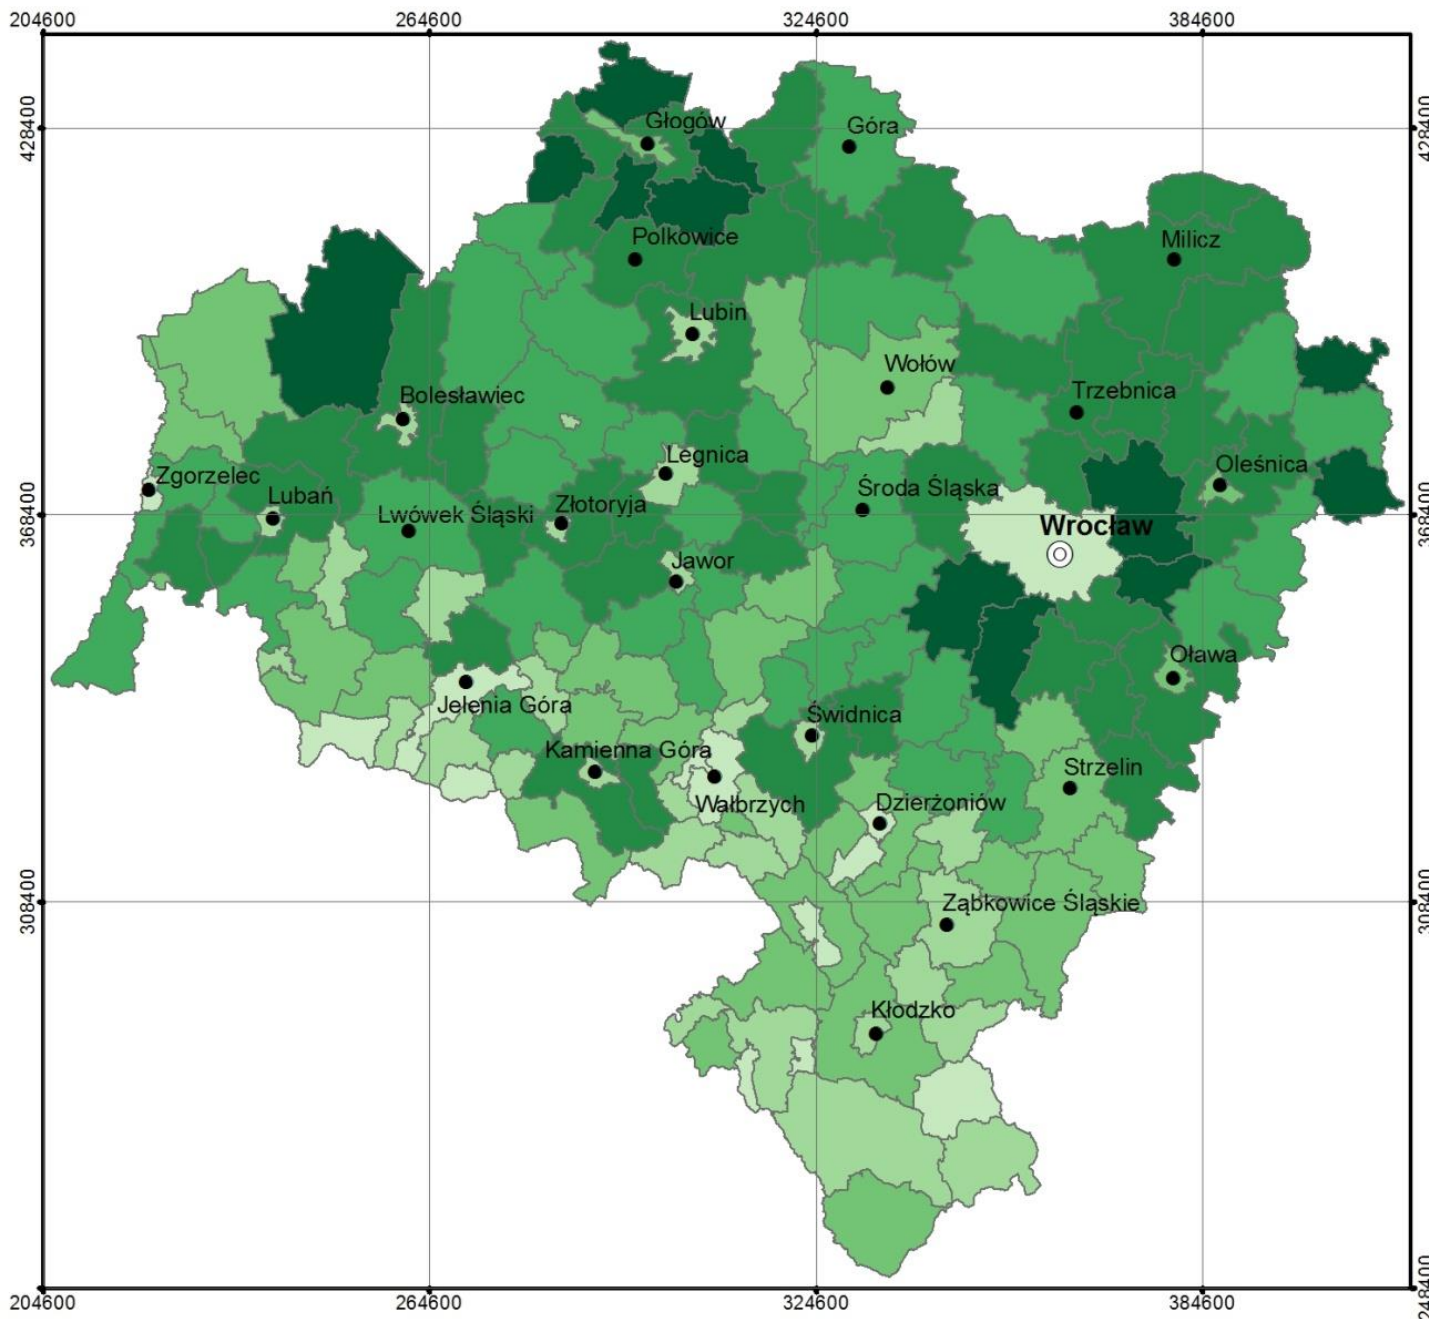 204600
264600
324600
384600
428400
428400
Głogów
Góra
Polkowice
Milicz
Lubin
Wołów
Bolesławiec
Trzebnica
Legnica
Oleśnica
Zgorzelec
Lubań
Środa Śląska
Złotoryja
Lwówek Śląski
368400
368400
Wrocław
Jawor
Oława
Jelenia Góra
Świdnica
Kamienna Góra
Strzelin
Wałbrzych
Dzierżoniów
308400
308400
Ząbkowice Śląskie
Kłodzko
248400
204600
264600
324600
384600